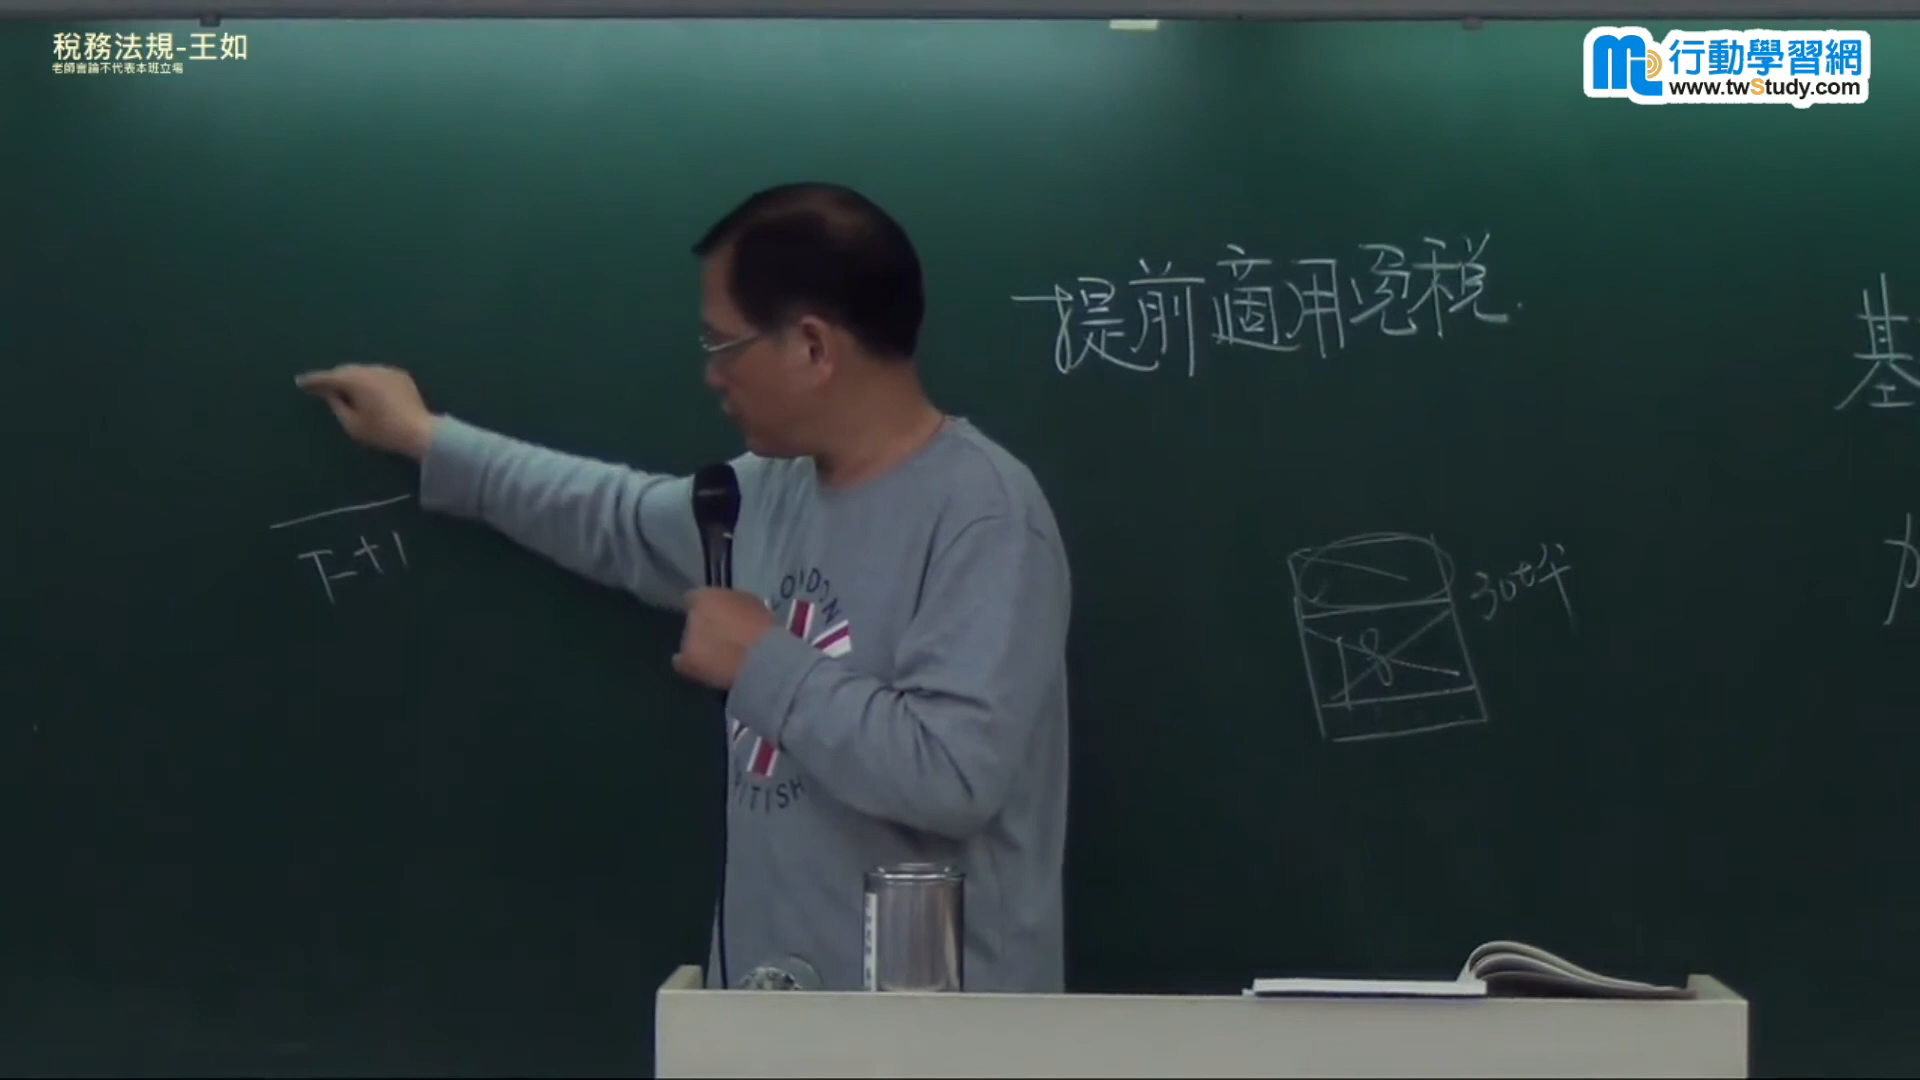 稅務法規-王如
老師言論不代表本班立場
行動學習網
www.twStudy.com
提前適用免稅.
基
T+1
30坪
18
LONDON